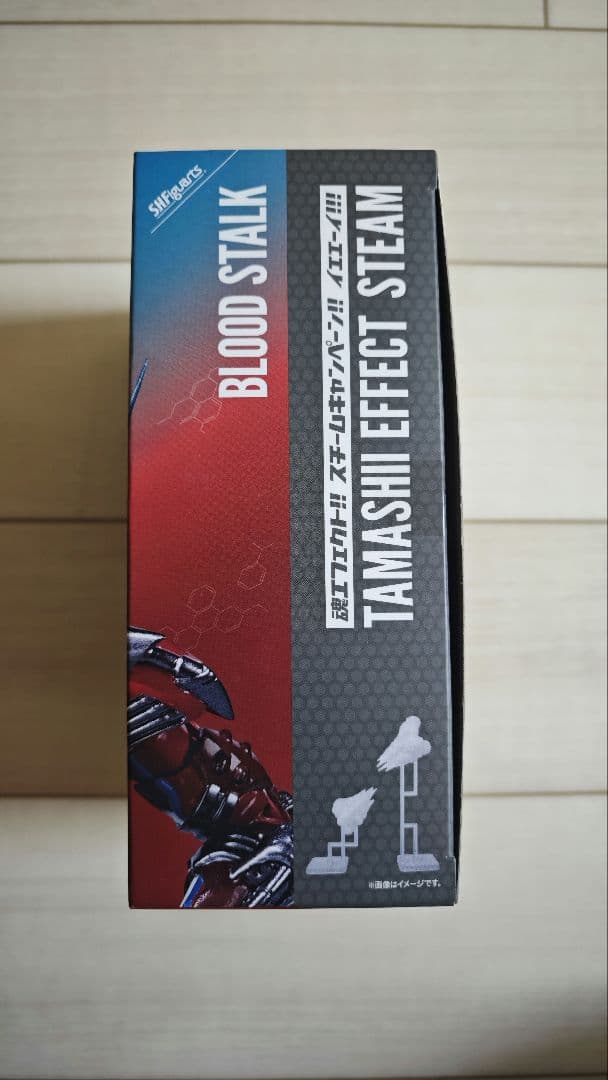 S.H.Figuarts
BLOOD STALK
魂エフェクト!! スチームキャンペーン!! イエエーイ!!!
TAMASHII EFFECT STEAM
※画像はイメージです。